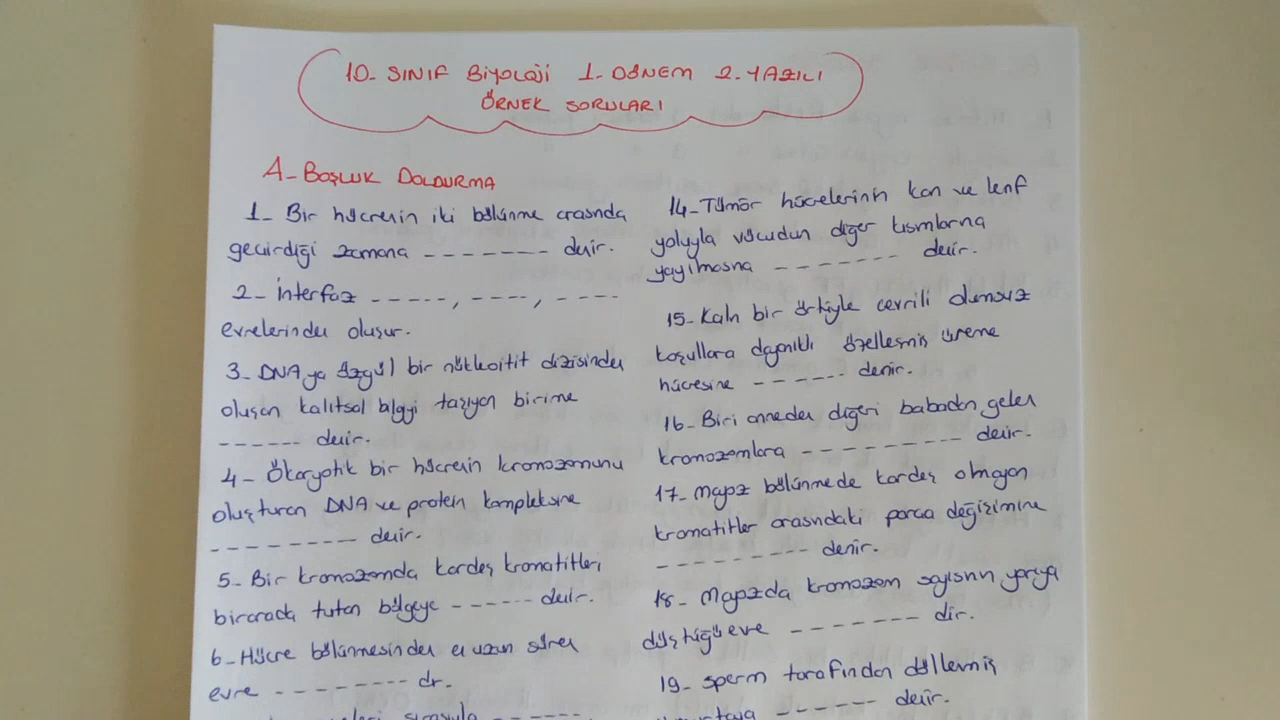 10- SINIF BİYOLOJİ 1. DÖNEM 2. YAZILI
ÖRNEK SORULARI
A- BOŞLUK DOLDURMA
1- Bir hücrenin iki bölünme arasında
geçirdiği zamana ------- denir.
2- interfaz -----, ----, ----
evrelerinden oluşur.
3- DNA ya özgül bir nükleoitit dizisinden
oluşan kalıtsal bilgiyi taşıyan birime
------ denir.
4- Ökaryotik bir hücrenin kromozomunu
oluşturan DNA ve protein kompleksine
--------- denir.
5- Bir kromozomda kardeş kromatitleri
birarada tutan bölgeye ----- denir.
6- Hücre bölünmesinden en uzun süren
evre -------- dır.
sırasıyla ------
14- Tümör hücrelerinin kan ve lenf
yoluyla vücudun diğer kısımlarına
yayılmasına -------- denir.
15- Kalın bir örtüyle çevrili olumsuz
koşullara dayanıklı özelleşmiş üreme
hücresine ------ denir.
16- Biri anneden diğeri babadan gelen
kromozomlara ---------- denir.
17- Mayoz bölünmede kardeş olmayan
kromatitler arasındaki parça değişimine
--------- denir.
18- Mayozda kromozom sayısının yarıya
düştüğü evre -------- dir.
19- sperm tarafından döllenmiş
yumurtaya ------ denir.